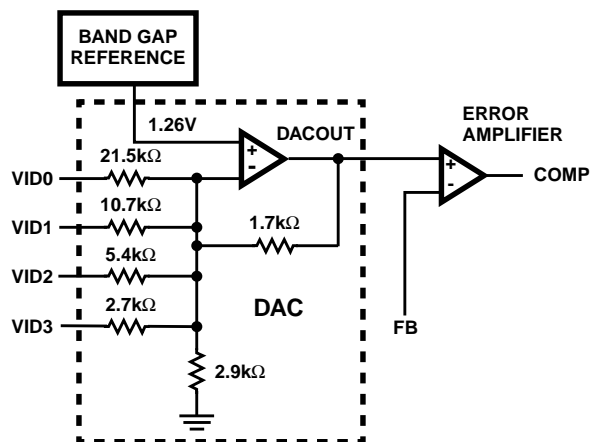 BAND GAP
REFERENCE
1.26V
DACOUT
ERROR
AMPLIFIER
+
-
+
-
COMP
VID0
21.5kΩ
VID1
10.7kΩ
1.7kΩ
VID2
5.4kΩ
VID3
2.7kΩ
DAC
FB
2.9kΩ